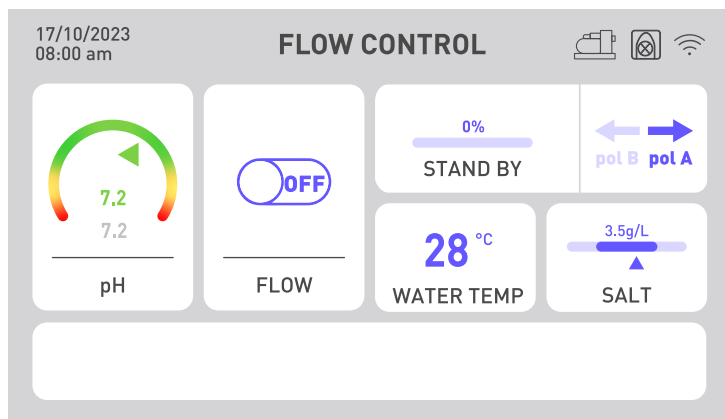 17/10/2023
08:00 am
FLOW CONTROL
7.2
7.2
pH
OFF
FLOW
0%
STAND BY
pol B pol A
28 °C
WATER TEMP
3.5g/L
SALT